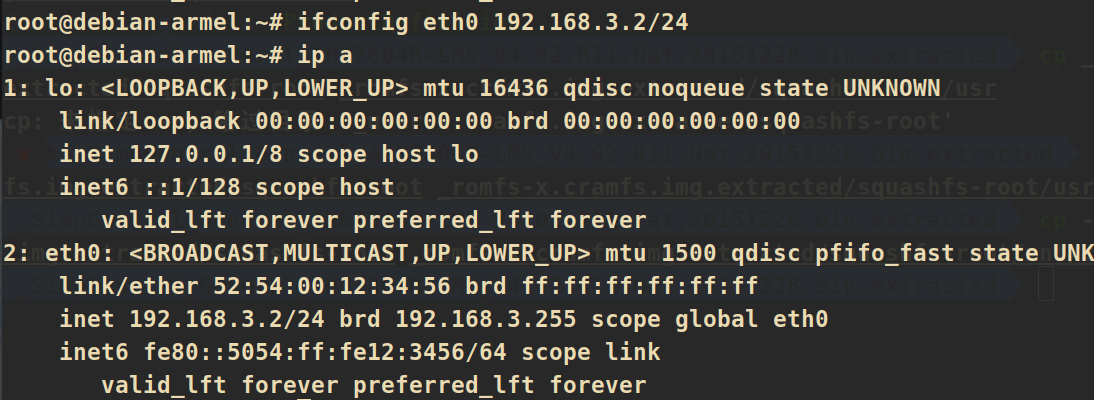 root@debian-armel:~# ifconfig eth0 192.168.3.2/24
root@debian-armel:~# ip a
1: lo: <LOOPBACK,UP,LOWER_UP> mtu 16436 qdisc noqueue state UNKNOWN
    link/loopback 00:00:00:00:00:00 brd 00:00:00:00:00:00
    inet 127.0.0.1/8 scope host lo
    inet6 ::1/128 scope host
       valid_lft forever preferred_lft forever
2: eth0: <BROADCAST,MULTICAST,UP,LOWER_UP> mtu 1500 qdisc pfifo_fast state UNK
    link/ether 52:54:00:12:34:56 brd ff:ff:ff:ff:ff:ff
    inet 192.168.3.2/24 brd 192.168.3.255 scope global eth0
    inet6 fe80::5054:ff:fe12:3456/64 scope link
       valid_lft forever preferred_lft forever